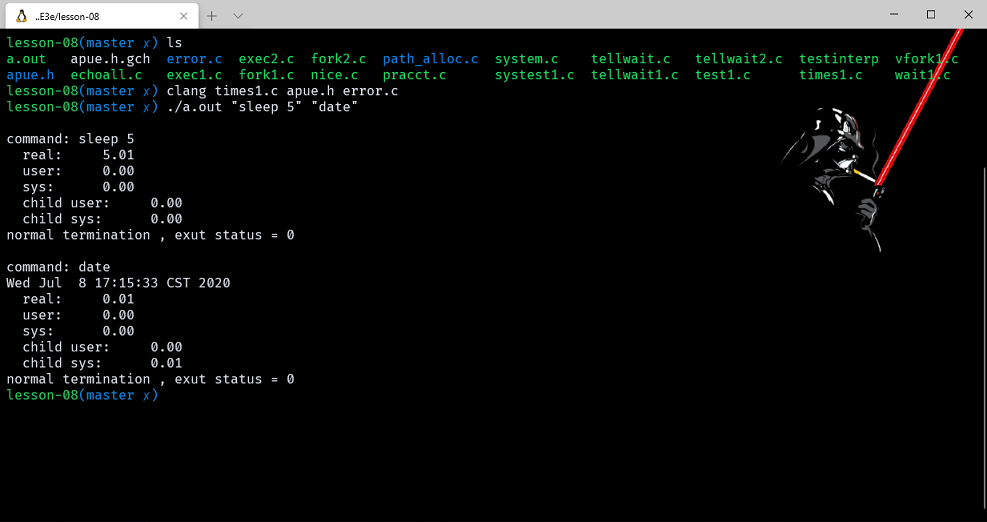 ..E3e/lesson-08
lesson-08(master ✗) ls
a.out   apue.h.gch  error.c  exec2.c  fork2.c  path_alloc.c  system.c    tellwait.c   tellwait2.c  testinterp  vfork1.c
apue.h  echoall.c   exec1.c  fork1.c  nice.c   pracct.c      systest1.c  tellwait1.c  test1.c      times1.c    wait1.c
lesson-08(master ✗) clang times1.c apue.h error.c
lesson-08(master ✗) ./a.out "sleep 5" "date"
command: sleep 5
  real:     5.01
  user:     0.00
  sys:      0.00
  child user:     0.00
  child sys:      0.00
normal termination , exut status = 0
command: date
Wed Jul  8 17:15:33 CST 2020
  real:     0.01
  user:     0.00
  sys:      0.00
  child user:     0.00
  child sys:      0.01
normal termination , exut status = 0
lesson-08(master ✗)